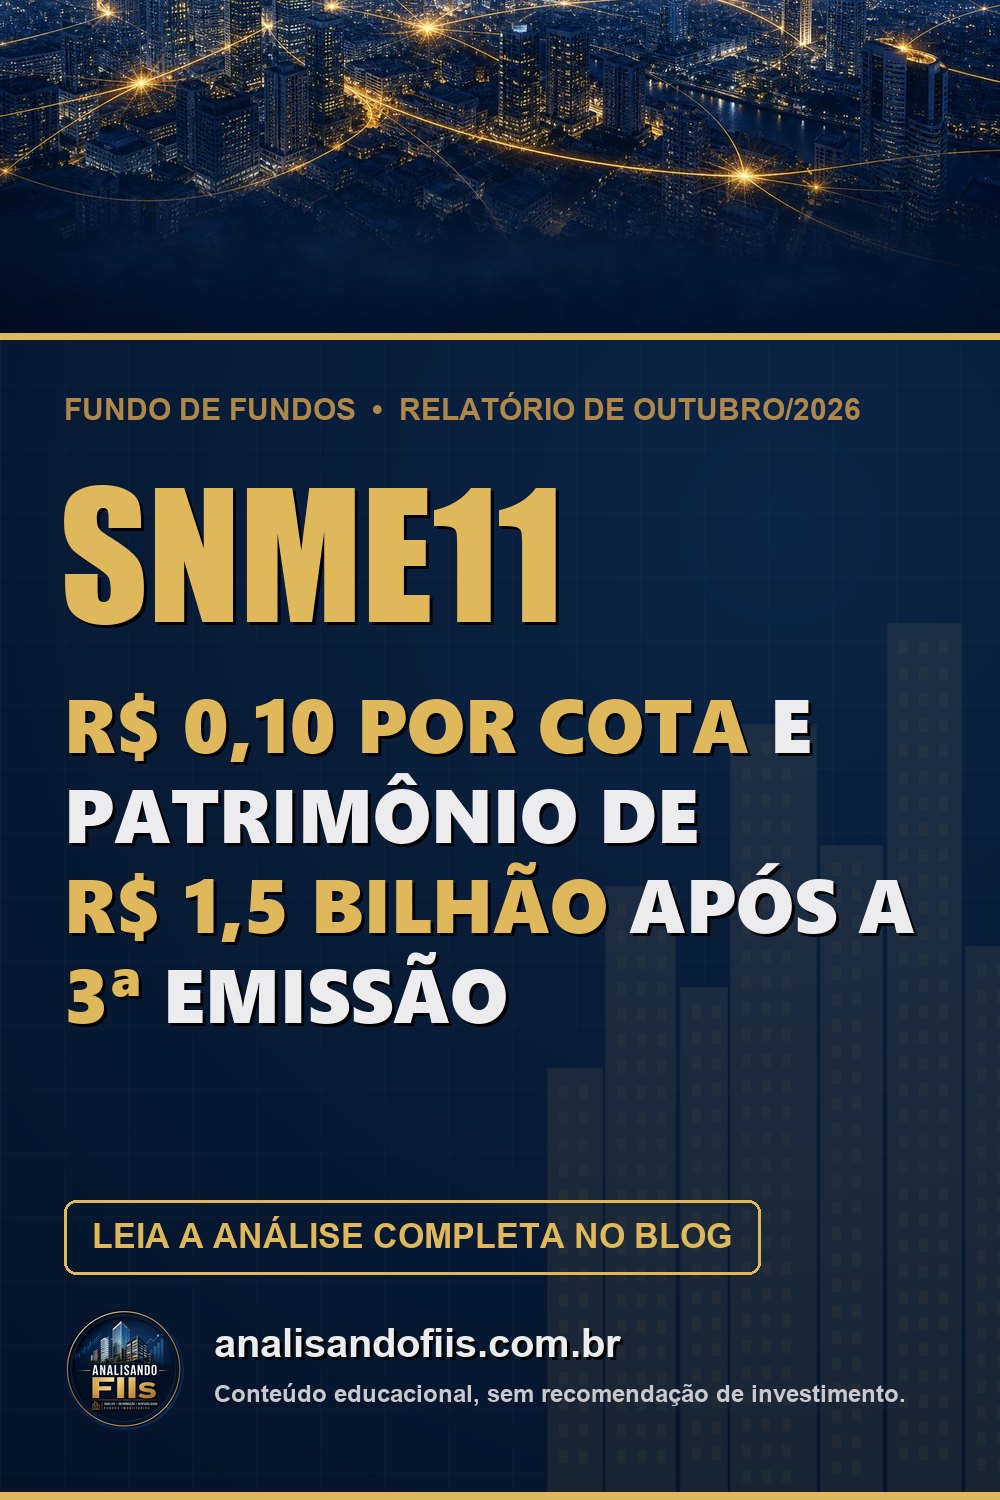 FUNDO DE FUNDOS • RELATÓRIO DE OUTUBRO/2026
SNME11
R$ 0,10 POR COTA E
PATRIMÔNIO DE
R$ 1,5 BILHÃO APÓS A
3ª EMISSÃO
LEIA A ANÁLISE COMPLETA NO BLOG
ANALISANDO
FIIs
analisandofiis.com.br
Conteúdo educacional, sem recomendação de investimento.